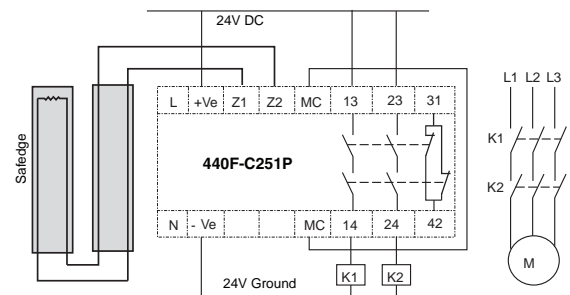 24V DC
L +Ve Z1 Z2 MC 13 23 31
L1 L2 L3
Safedge
K1
440F-C251P
K2
N - Ve MC 14 24 42
M
K1 K2
24V Ground